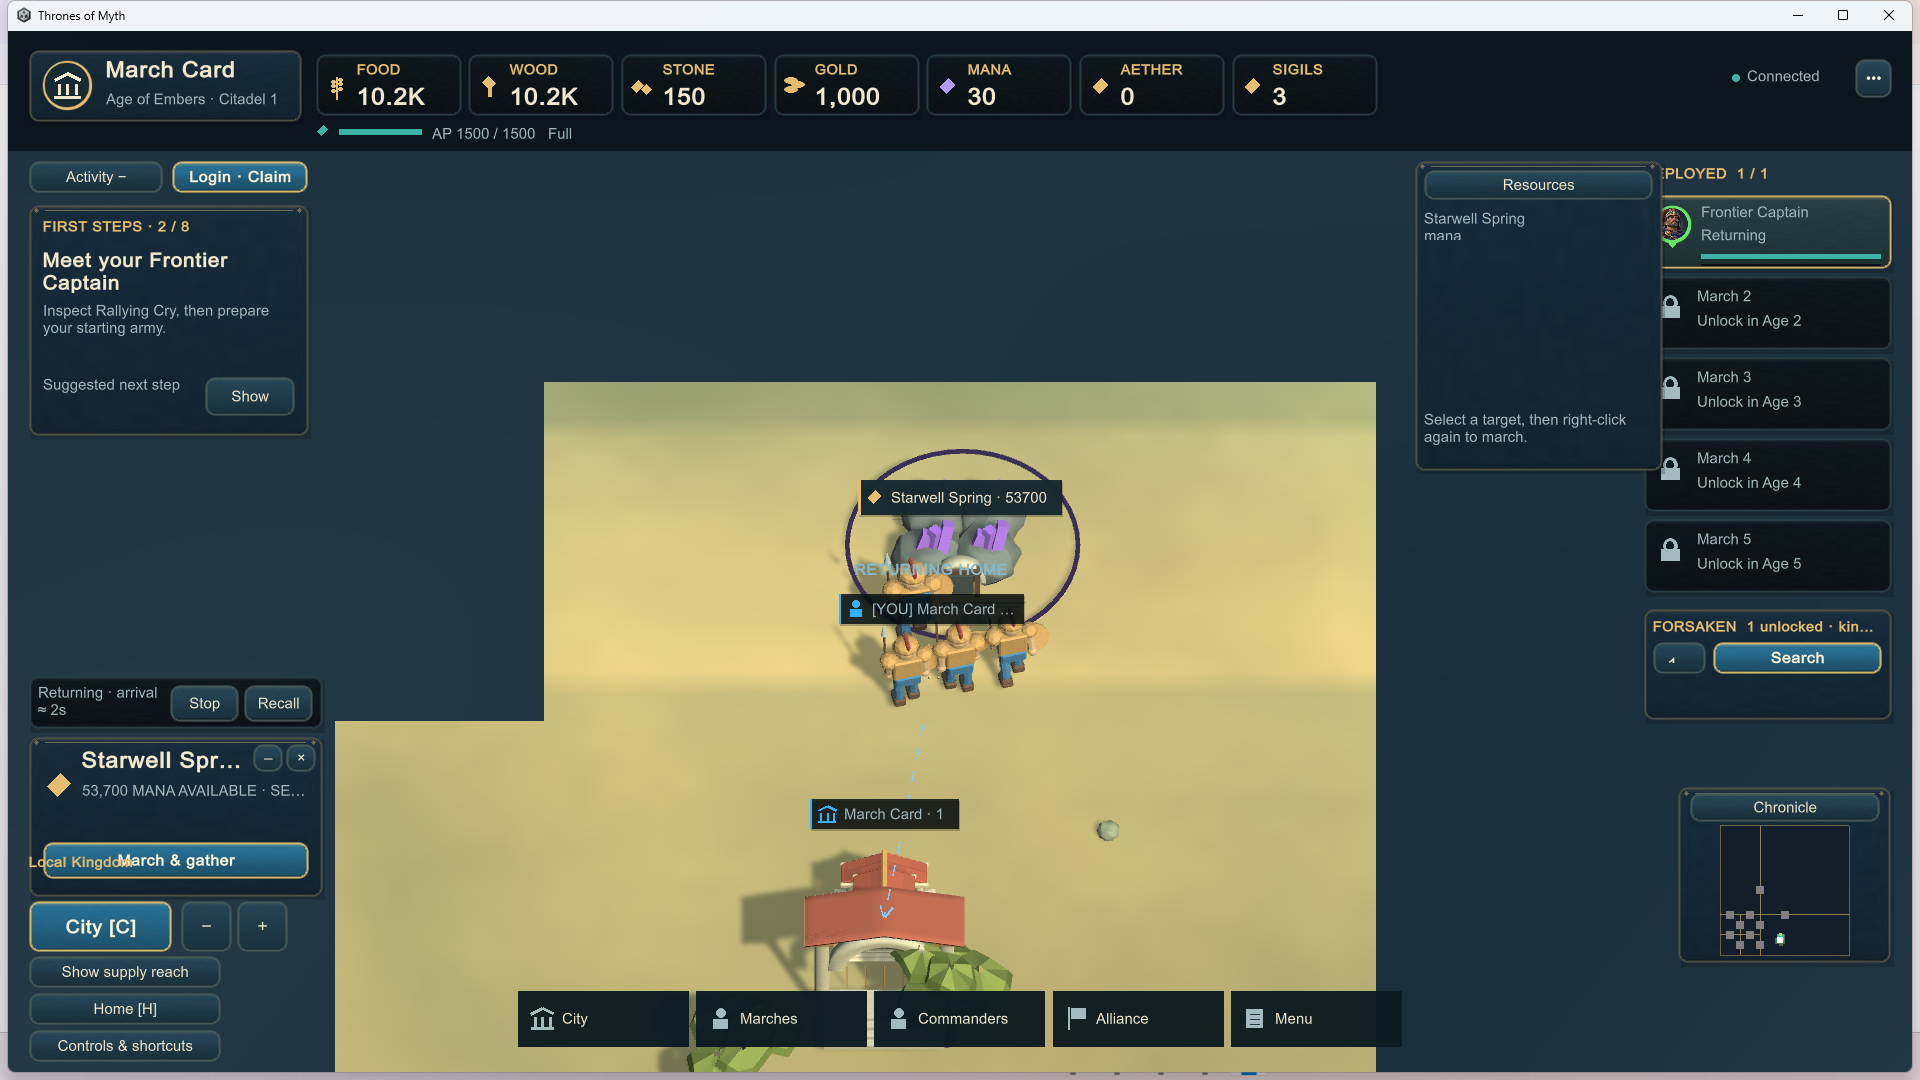 Thrones of Myth
March Card
Age of Embers · Citadel 1
FOOD
10.2K
WOOD
10.2K
STONE
150
GOLD
1,000
MANA
30
AETHER
0
SIGILS
3
Connected
AP 1500 / 1500 Full
Activity −
Login · Claim
FIRST STEPS · 2 / 8
Meet your Frontier
Captain
Inspect Rallying Cry, then prepare
your starting army.
Suggested next step
Show
Resources
Starwell Spring
mana
Select a target, then right-click
again to march.
PLOYED 1 / 1
Frontier Captain
Returning
March 2
Unlock in Age 2
March 3
Unlock in Age 3
March 4
Unlock in Age 4
March 5
Unlock in Age 5
FORSAKEN 1 unlocked · kin...
Search
Starwell Spring · 53700
RETURNING HOME
[YOU] March Card ...
March Card · 1
Returning · arrival
≈ 2s
Stop
Recall
Starwell Spr...
53,700 MANA AVAILABLE · SE...
Local Kingdom
March & gather
City [C]
−
+
Show supply reach
Home [H]
Controls & shortcuts
Chronicle
City
Marches
Commanders
Alliance
Menu